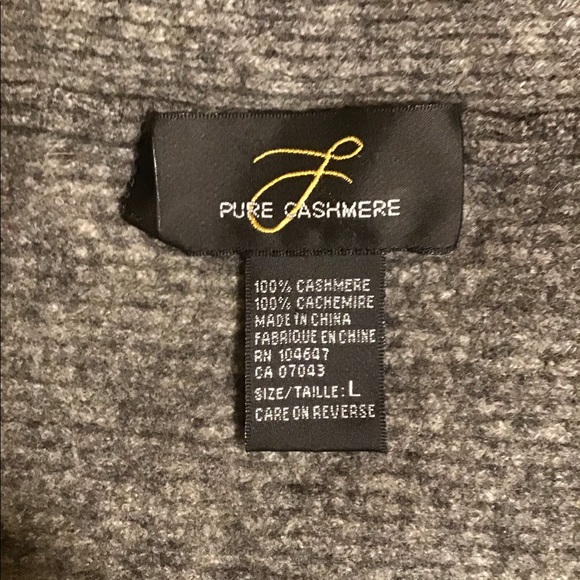 J
PURE CASHMERE
100% CASHMERE
100% CACHEMIRE
MADE IN CHINA
FABRIQUE EN CHINE
RN 104647
CA 07043
SIZE/TAILLE: L
CARE ON REVERSE